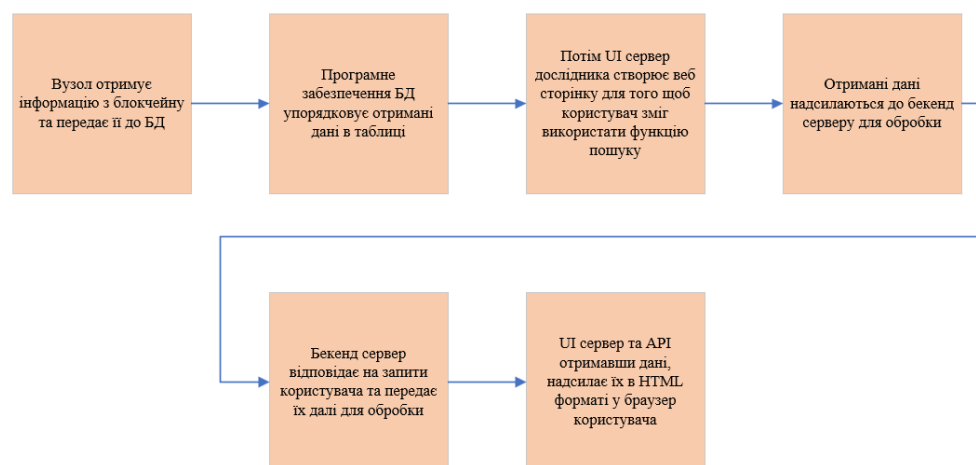 Вузол отримує
інформацію з блокчейну
та передає її до БД
Програмне
забезпечення БД
упорядковує отримані
дані в таблиці
Потім UI сервер
дослідника створює веб
сторінку для того щоб
користувач зміг
використати функцію
пошуку
Отримані дані
надсилаються до бекенд
серверу для обробки
Бекенд сервер
відповідає на запити
користувача та передає
їх далі для обробки
UI сервер та API
отримавши дані,
надсилає їх в HTML
форматі у браузер
користувача